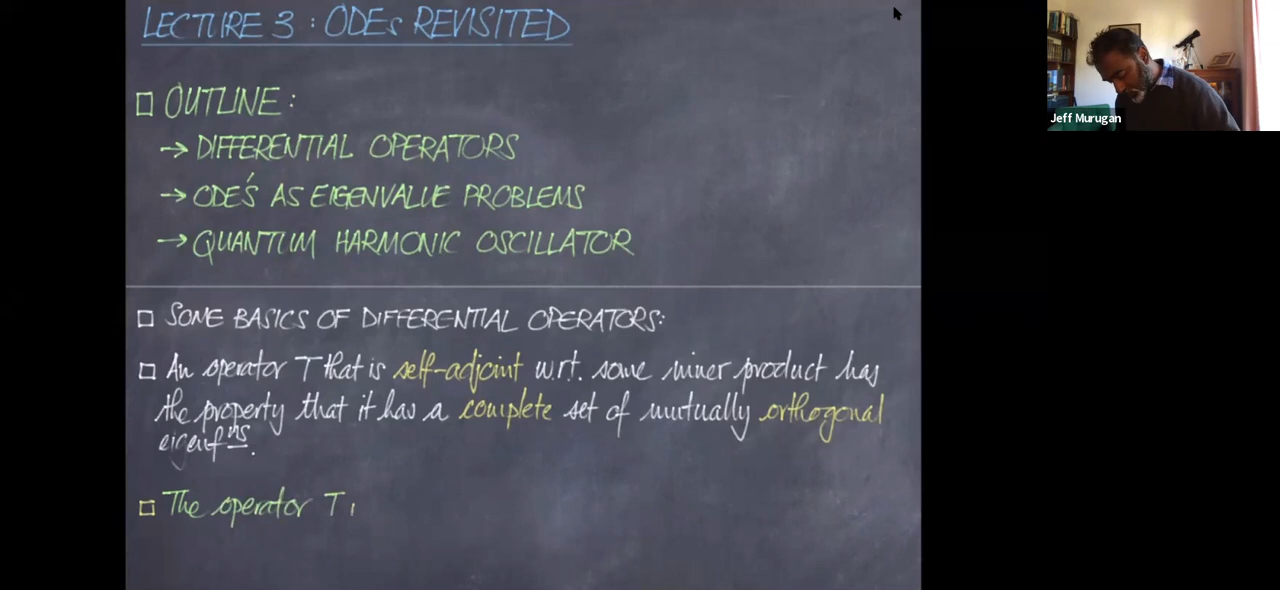 LECTURE 3 : ODEs REVISITED
□ OUTLINE :
→ DIFFERENTIAL OPERATORS
→ ODE'S AS EIGENVALUE PROBLEMS
→ QUANTUM HARMONIC OSCILLATOR
□ SOME BASICS OF DIFFERENTIAL OPERATORS:
□ An operator T that is self-adjoint w.r.t. some inner product has
the property that it has a complete set of mutually orthogonal
eigenfns.
□ The operator T
Jeff Murugan